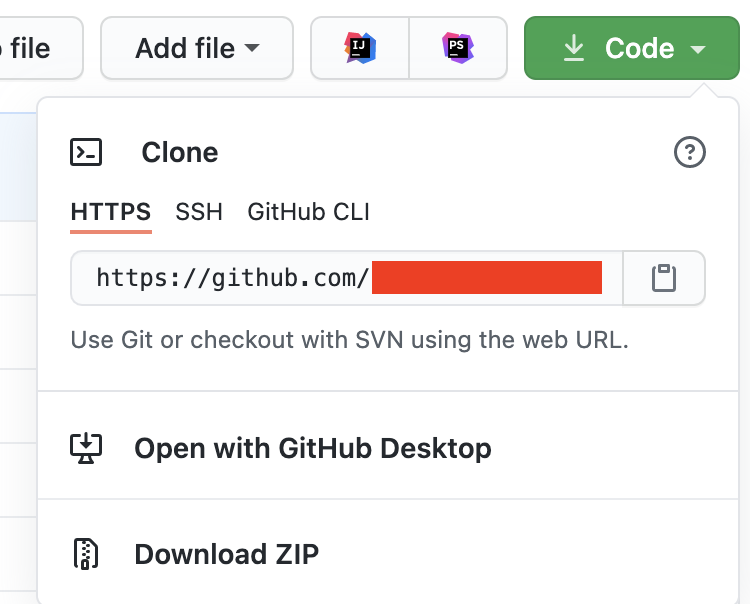 file
Add file
IJ
PS
Code
Clone
HTTPS SSH GitHub CLI
https://github.com/
Use Git or checkout with SVN using the web URL.
Open with GitHub Desktop
Download ZIP